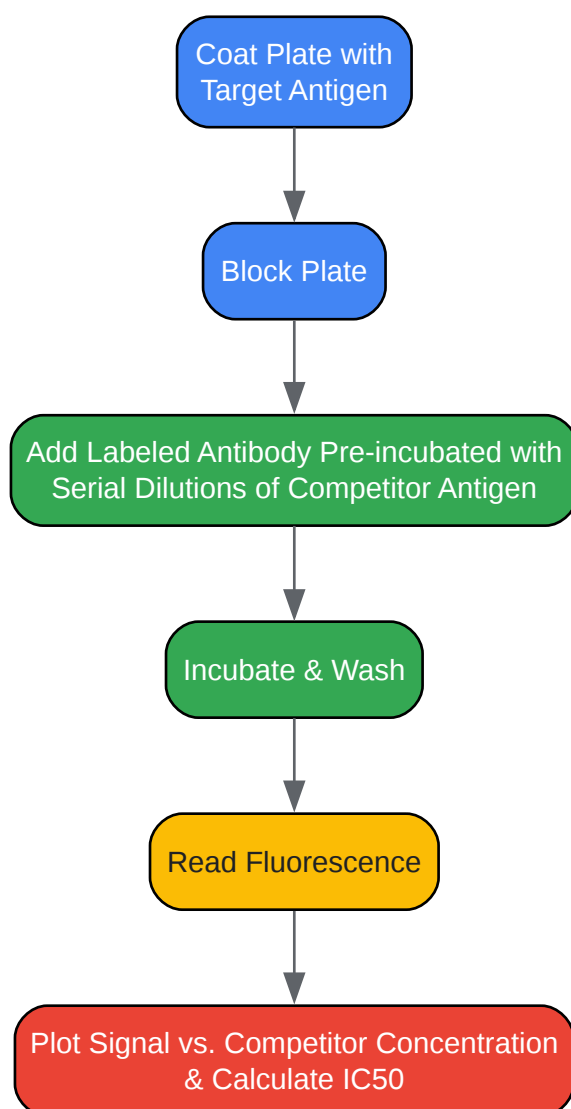 Coat Plate with
Target Antigen
Block Plate
Add Labeled Antibody Pre-incubated with
Serial Dilutions of Competitor Antigen
Incubate & Wash
Read Fluorescence
Plot Signal vs. Competitor Concentration
& Calculate IC50